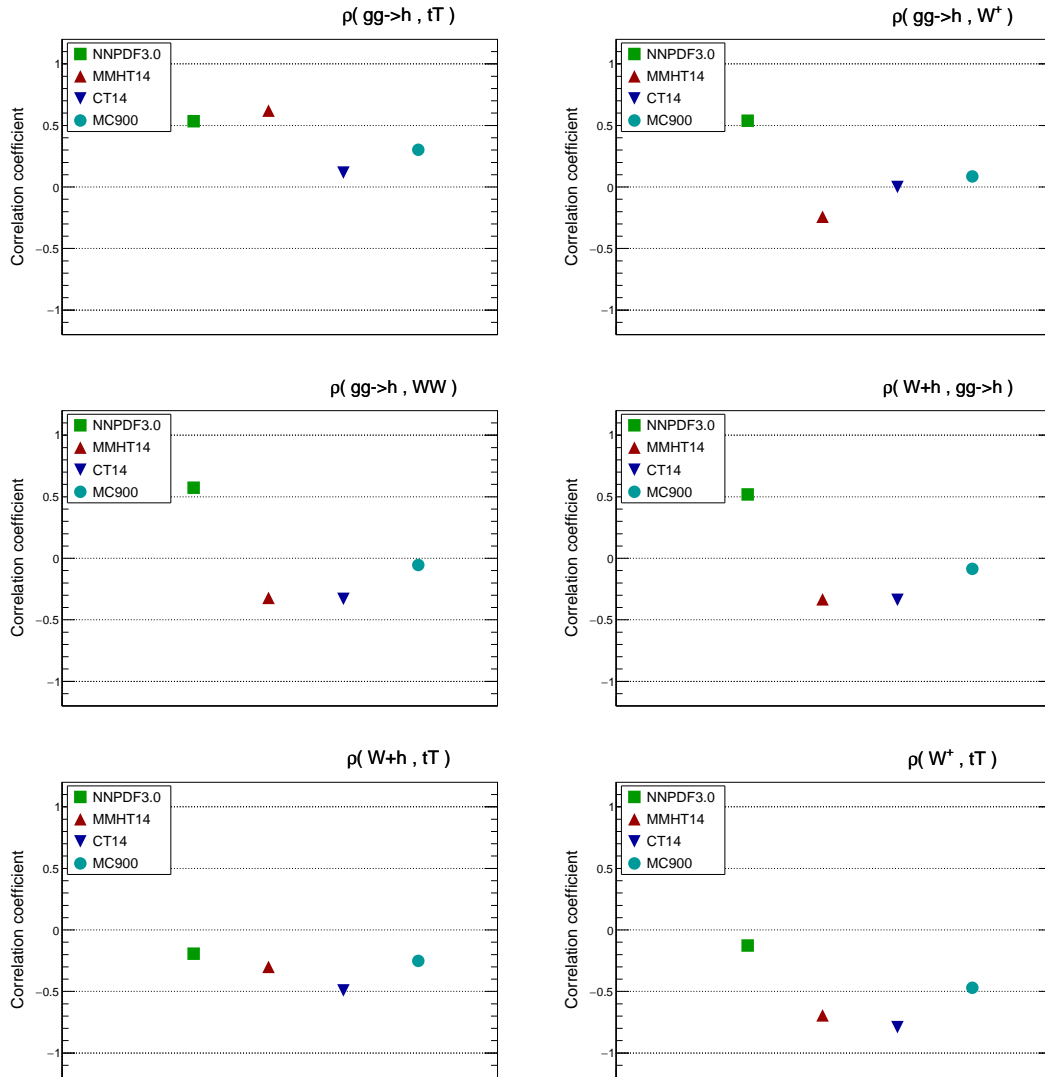 ρ( gg->h , tT )
NNPDF3.0
MMHT14
CT14
MC900
Correlation coefficient
1
0.5
0
−0.5
−1
ρ( gg->h , W⁺ )
NNPDF3.0
MMHT14
CT14
MC900
Correlation coefficient
1
0.5
0
−0.5
−1
ρ( gg->h , WW )
NNPDF3.0
MMHT14
CT14
MC900
Correlation coefficient
1
0.5
0
−0.5
−1
ρ( W+h , gg->h )
NNPDF3.0
MMHT14
CT14
MC900
Correlation coefficient
1
0.5
0
−0.5
−1
ρ( W+h , tT )
NNPDF3.0
MMHT14
CT14
MC900
Correlation coefficient
1
0.5
0
−0.5
−1
ρ( W⁺ , tT )
NNPDF3.0
MMHT14
CT14
MC900
Correlation coefficient
1
0.5
0
−0.5
−1